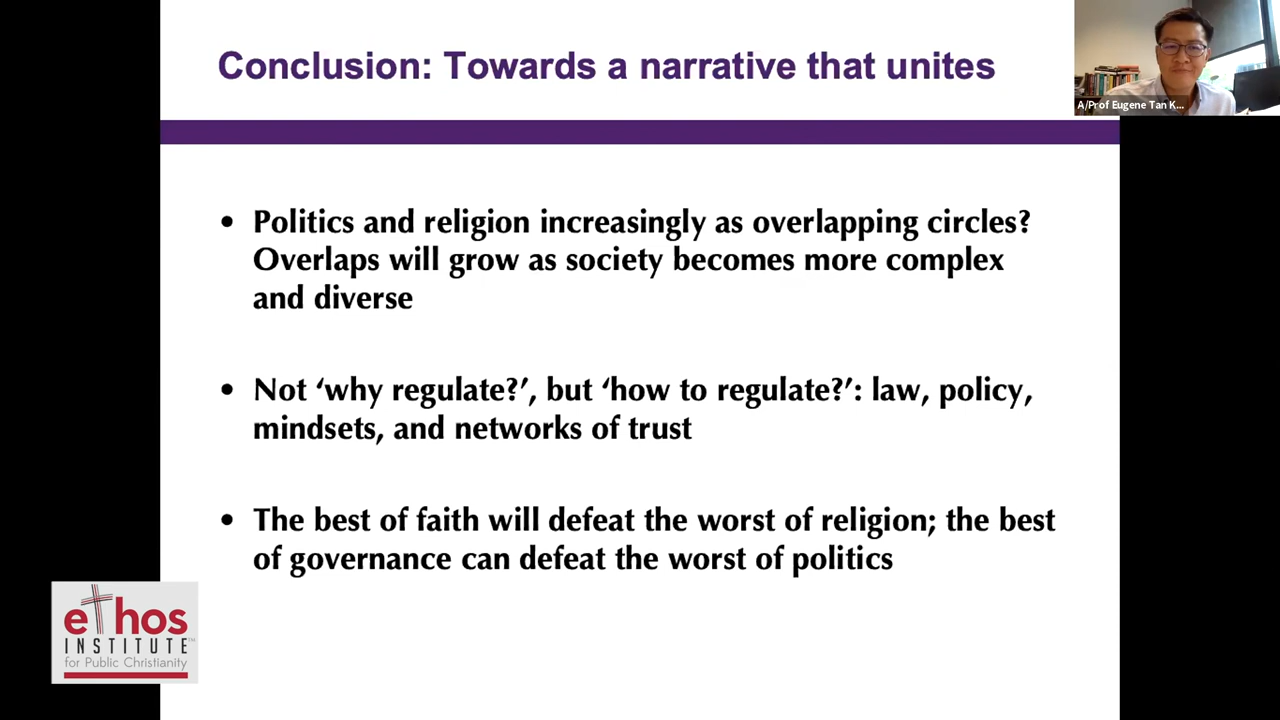 Conclusion: Towards a narrative that unites
A/Prof Eugene Tan K...
• Politics and religion increasingly as overlapping circles?
Overlaps will grow as society becomes more complex
and diverse
• Not ‘why regulate?’, but ‘how to regulate?’: law, policy,
mindsets, and networks of trust
• The best of faith will defeat the worst of religion; the best
of governance can defeat the worst of politics
ethos
INSTITUTE™
for Public Christianity